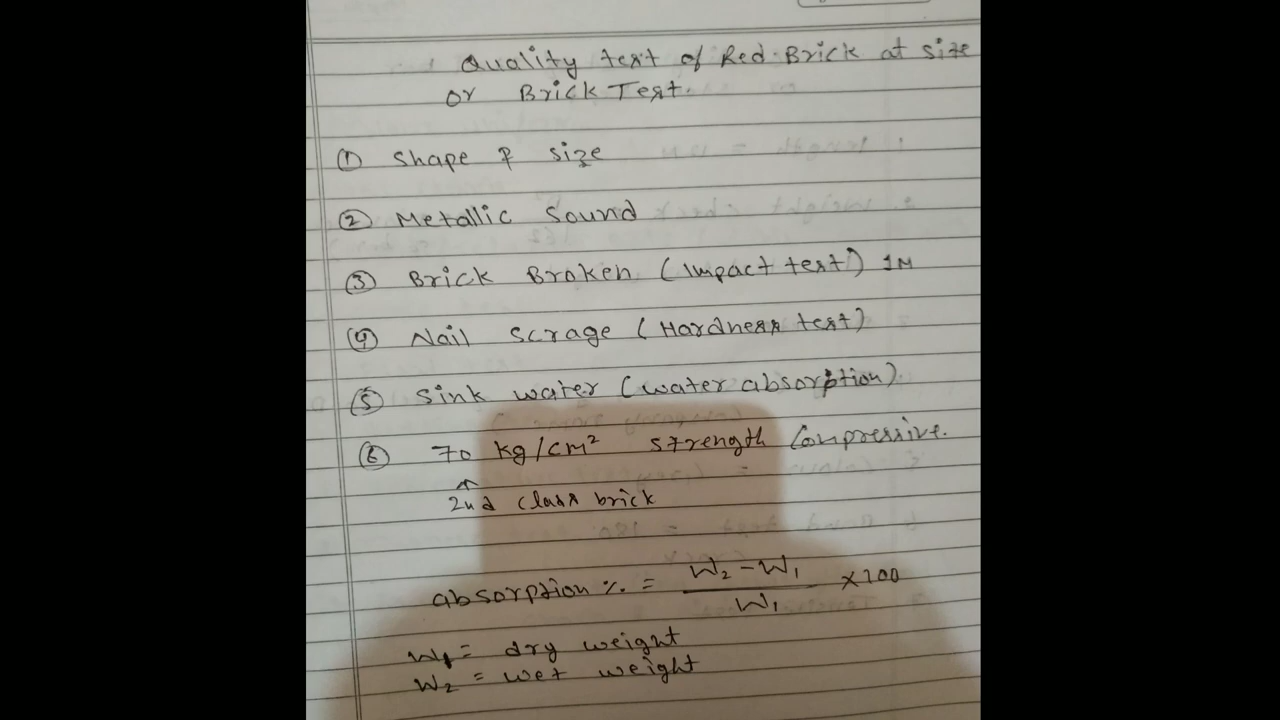 Quality test of Red Brick at size
or Brick Test.
① Shape & size
② Metallic Sound
③ Brick Broken (Impact test) 1M
④ Nail Scrage (Hardness test)
⑤ Sink water (water absorption)
⑥ 70 kg/cm² strength Compressive.
↑
2nd class brick
absorption %. = W₂ - W₁ / W₁ × 100
W₁ = dry weight
W₂ = wet weight